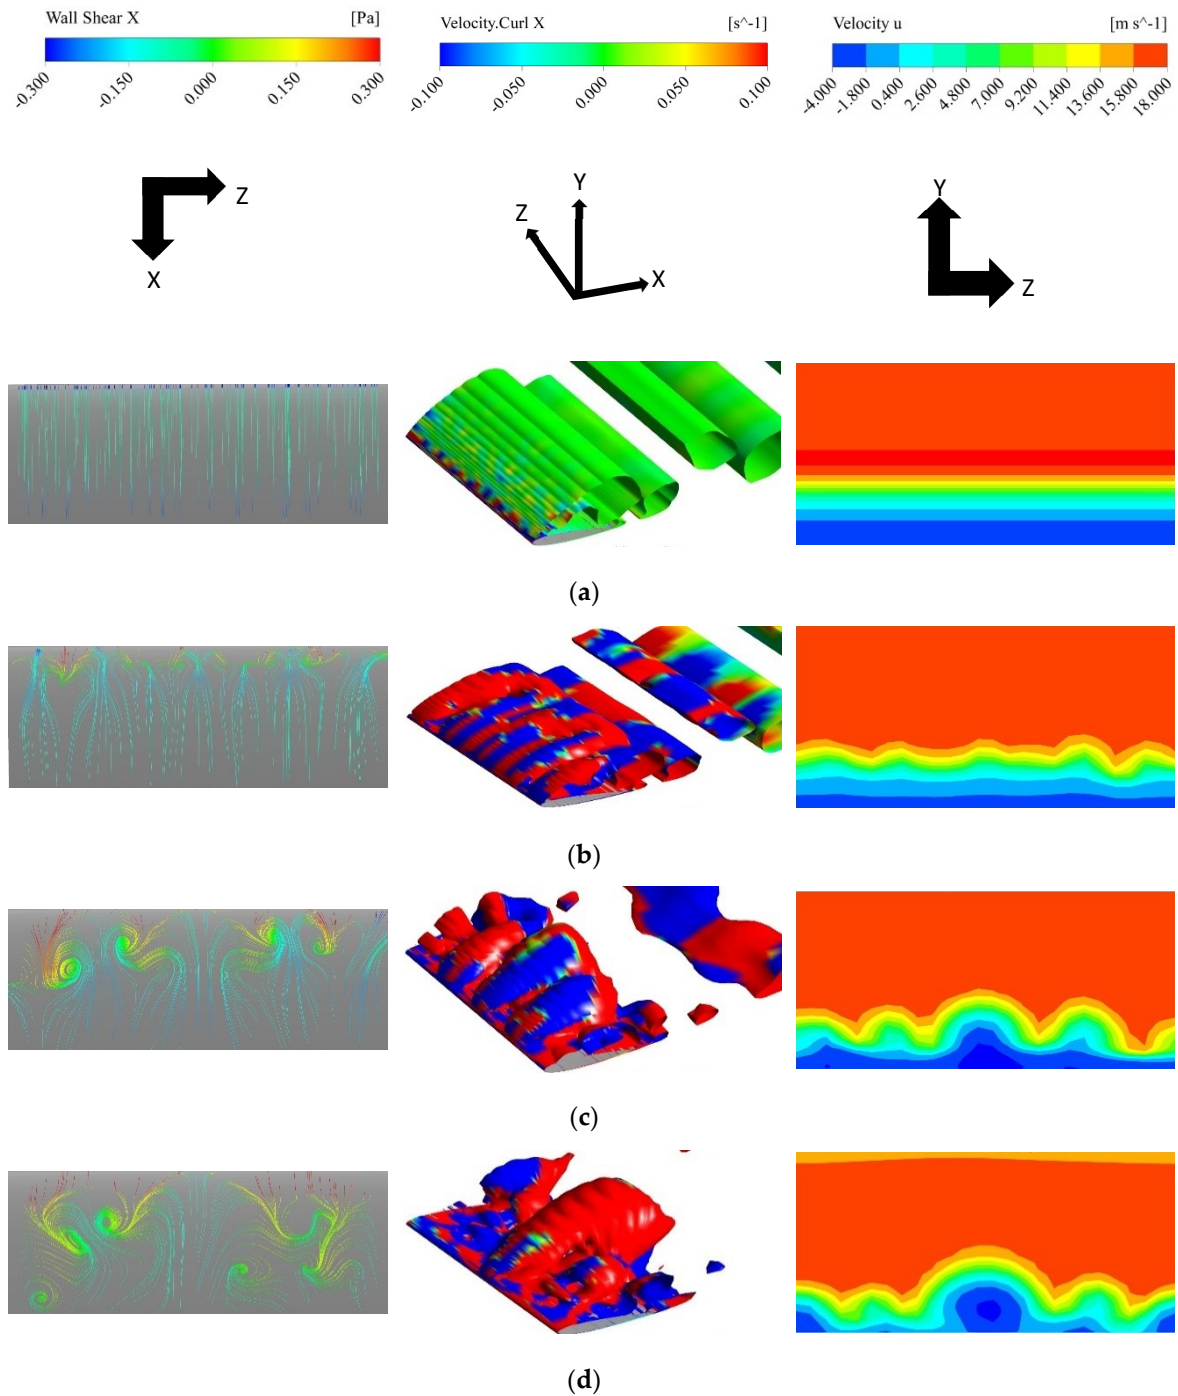 Wall Shear X [Pa]
-0.300 -0.150 0.000 0.150 0.300
Velocity.Curl X [s^-1]
-0.100 -0.050 0.000 0.050 0.100
Velocity u [m s^-1]
-4.000 -1.800 0.400 2.600 4.800 7.000 9.200 11.400 13.600 15.800 18.000
Z
X
Y
Z
X
Y
Z
(a)
(b)
(c)
(d)